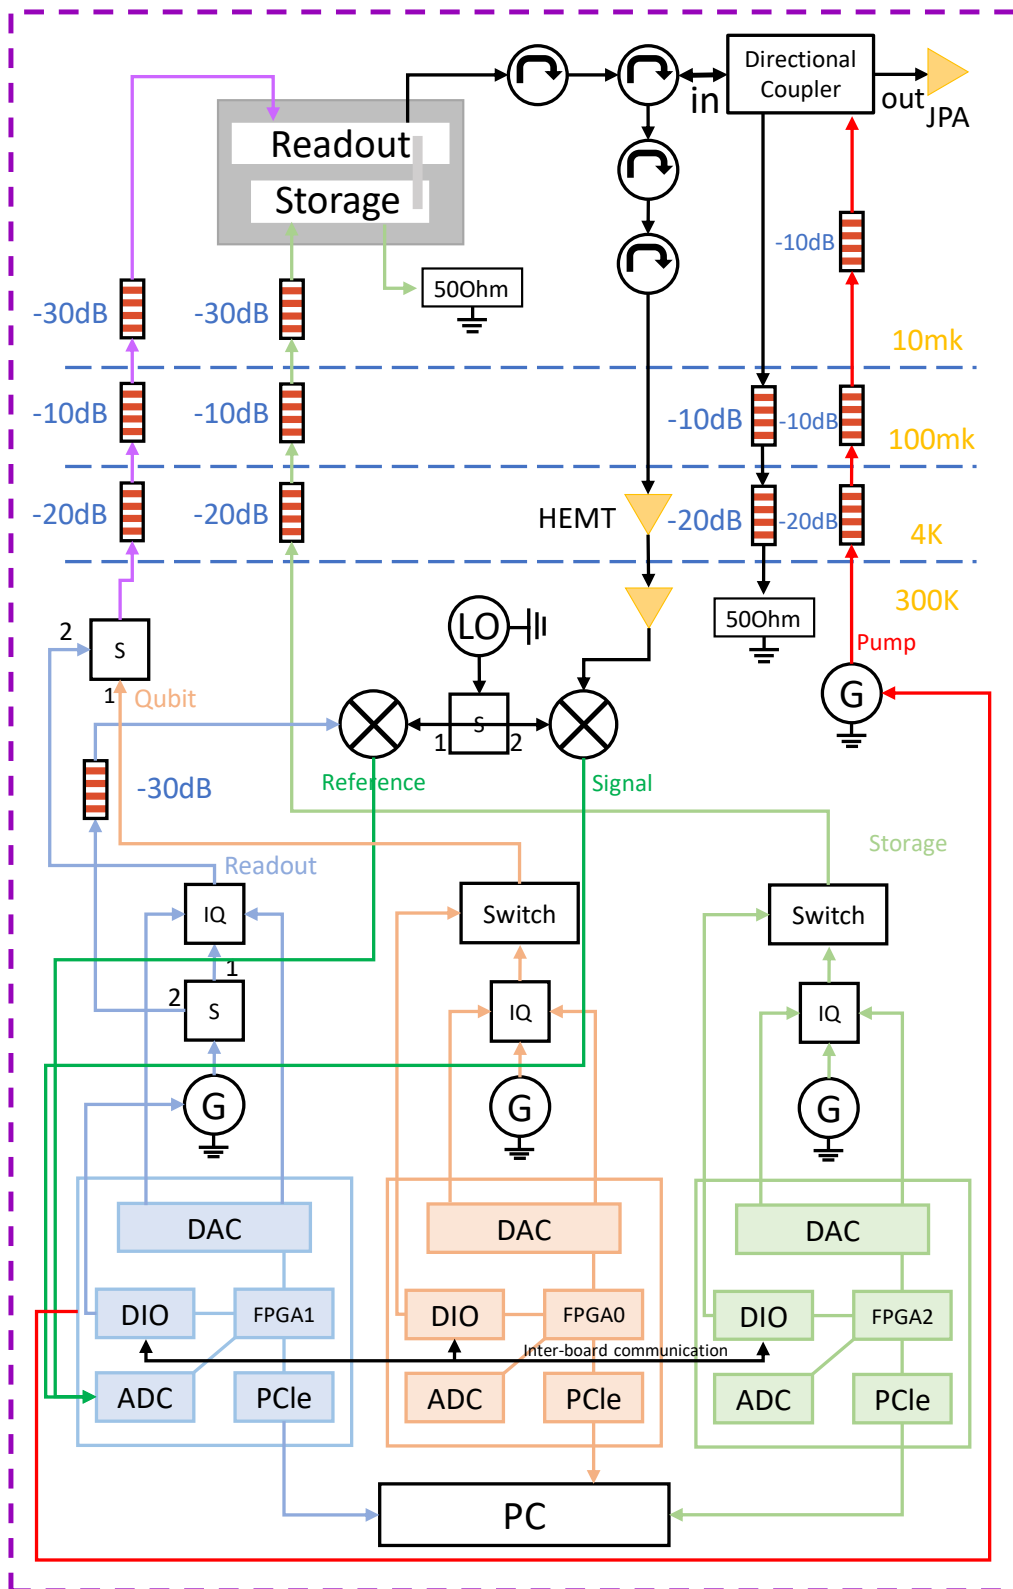 Directional
Coupler
in
out
JPA
Readout
Storage
-10dB
50Ohm
-30dB
-30dB
10mk
-10dB
-10dB
-10dB
-10dB
100mk
-20dB
-20dB
HEMT
-20dB
-20dB
4K
300K
LO
50Ohm
2
S
1
Qubit
Pump
G
1
S
2
-30dB
Reference
Signal
Storage
Readout
IQ
Switch
Switch
1
2
S
IQ
IQ
G
G
G
DAC
DAC
DAC
DIO
FPGA1
DIO
FPGA0
DIO
FPGA2
Inter-board communication
ADC
PCIe
ADC
PCIe
ADC
PCIe
PC